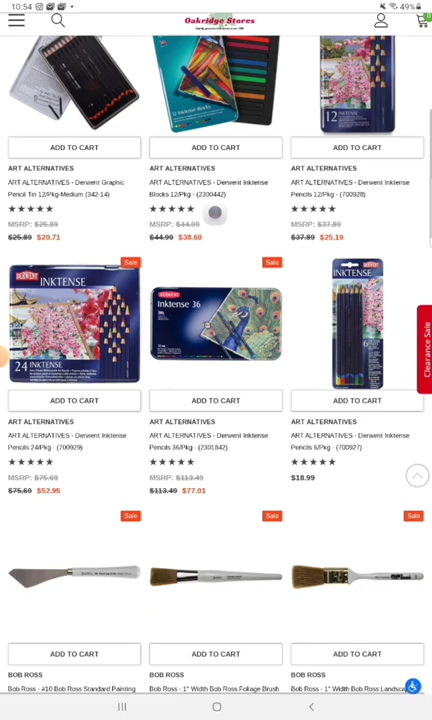 10:54
49%
Oakridge Stores
12
ADD TO CART
ADD TO CART
ADD TO CART
ART ALTERNATIVES
ART ALTERNATIVES
ART ALTERNATIVES
ART ALTERNATIVES - Derwent Graphic
Pencil Tin 12/Pkg-Medium (342-14)
ART ALTERNATIVES - Derwent Inktense
Blocks 12/Pkg - (2300442)
ART ALTERNATIVES - Derwent Inktense
Pencils 12/Pkg - (700928)
MSRP: $25.89
MSRP: $44.99
MSRP: $37.89
$25.89 $20.71
$44.99 $38.60
$37.89 $25.19
Sale
Sale
DERWENT
INKTENSE
24 INKTENSE
DERWENT
Inktense 36
INKTENSE
Clearance Sale
ADD TO CART
ADD TO CART
ADD TO CART
ART ALTERNATIVES
ART ALTERNATIVES
ART ALTERNATIVES
ART ALTERNATIVES - Derwent Inktense
Pencils 24/Pkg - (700929)
ART ALTERNATIVES - Derwent Inktense
Pencils 36/Pkg - (2301842)
ART ALTERNATIVES - Derwent Inktense
Pencils 6/Pkg - (700927)
MSRP: $75.69
MSRP: $113.49
$18.99
$75.69 $52.95
$113.49 $77.01
Sale
Sale
Sale
ADD TO CART
ADD TO CART
ADD TO CART
BOB ROSS
BOB ROSS
BOB ROSS
Bob Ross - #10 Bob Ross Standard Painting
Bob Ross - 1" Width Bob Ross Foliage Brush
Bob Ross - 1" Width Bob Ross Landsca